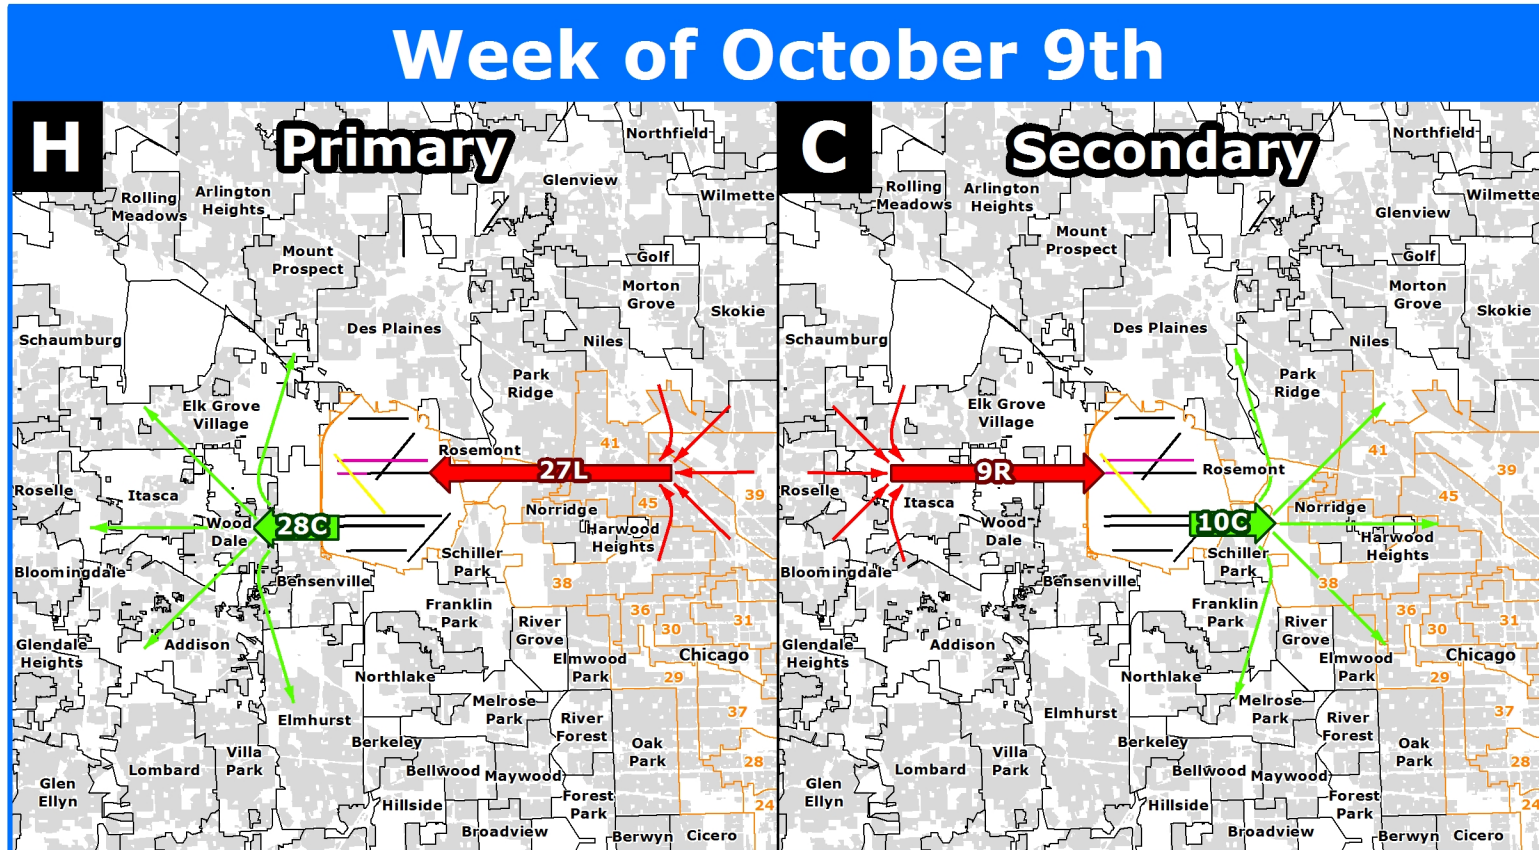 Week of October 9th
H
Primary
Northfield
Glenview
Arlington
Heights
Rolling
Meadows
Wilmette
Mount
Prospect
Golf
Morton
Grove
Skokie
Des Plaines
Schaumburg
Niles
Park
Ridge
Elk Grove
Village
41
Rosemont
27L
Roselle
Itasca
39
45
Norridge
Wood
Dale
28C
Harwood
Heights
Schiller
Park
Bloomingdale
Bensenville
38
Franklin
Park
36
31
River
Grove
30
Glendale
Heights
Addison
Chicago
Elmwood
Park
Northlake
29
Melrose
Park
37
Elmhurst
River
Forest
Berkeley
Oak
Park
Villa
Park
28
Lombard
Bellwood
Maywood
Glen
Ellyn
Forest
Park
Hillside
24
Broadview
Berwyn
Cicero
C
Secondary
Northfield
Rolling
Meadows
Arlington
Heights
Wilmette
Glenview
Mount
Prospect
Golf
Morton
Grove
Skokie
Des Plaines
Schaumburg
Niles
Park
Ridge
Elk Grove
Village
41
Rosemont
39
9R
Roselle
Itasca
45
Norridge
Wood
Dale
10C
Harwood
Heights
Schiller
Park
Bloomingdale
Bensenville
38
Franklin
Park
36
31
River
Grove
30
Glendale
Heights
Addison
Chicago
Elmwood
Park
Northlake
29
Melrose
Park
37
Elmhurst
River
Forest
Berkeley
Oak
Park
Villa
Park
28
Lombard
Bellwood
Maywood
Glen
Ellyn
Forest
Park
Hillside
24
Broadview
Berwyn
Cicero